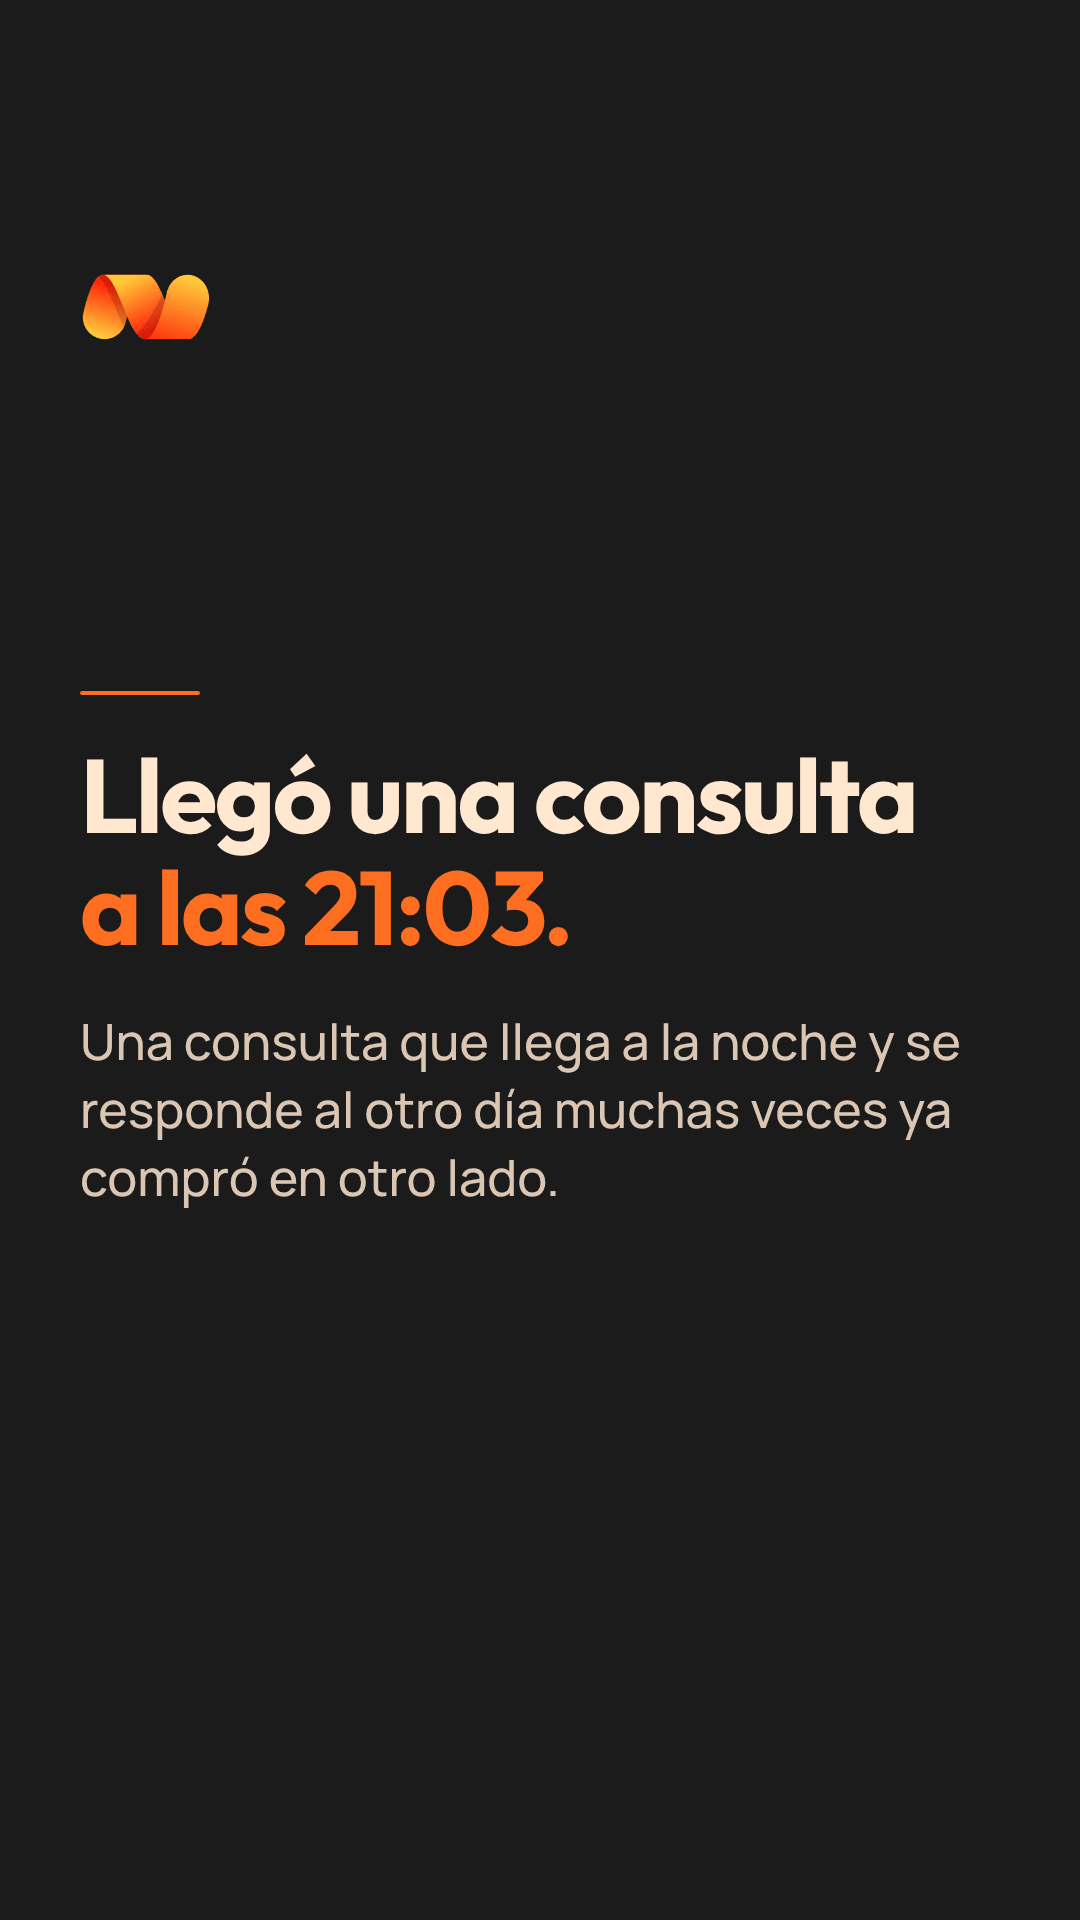 Llegó una consulta
a las 21:03.
Una consulta que llega a la noche y se
responde al otro día muchas veces ya
compró en otro lado.